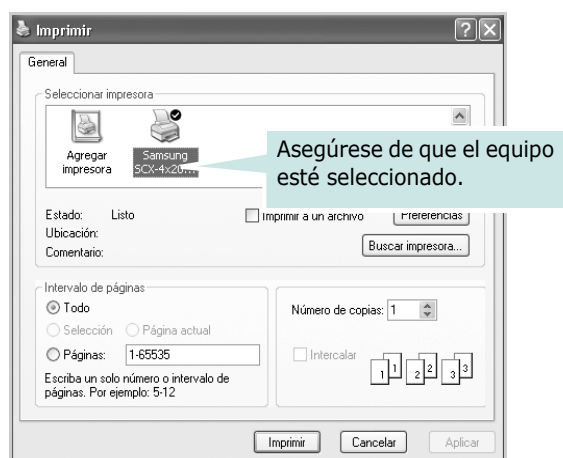 Imprimir
General
Seleccionar impresora
Agregar
impresora
Samsung
SCX-4x20...
Asegúrese de que el equipo
esté seleccionado.
Estado: Listo
Imprimir a un archivo
Preferencias
Ubicación:
Comentario:
Buscar impresora...
Intervalo de páginas
Todo
Selección
Página actual
Páginas: 1-65535
Escriba un solo número o intervalo de
páginas. Por ejemplo: 5-12
Número de copias: 1
Intercalar
1 1 2 2 3 3
Imprimir
Cancelar
Aplicar